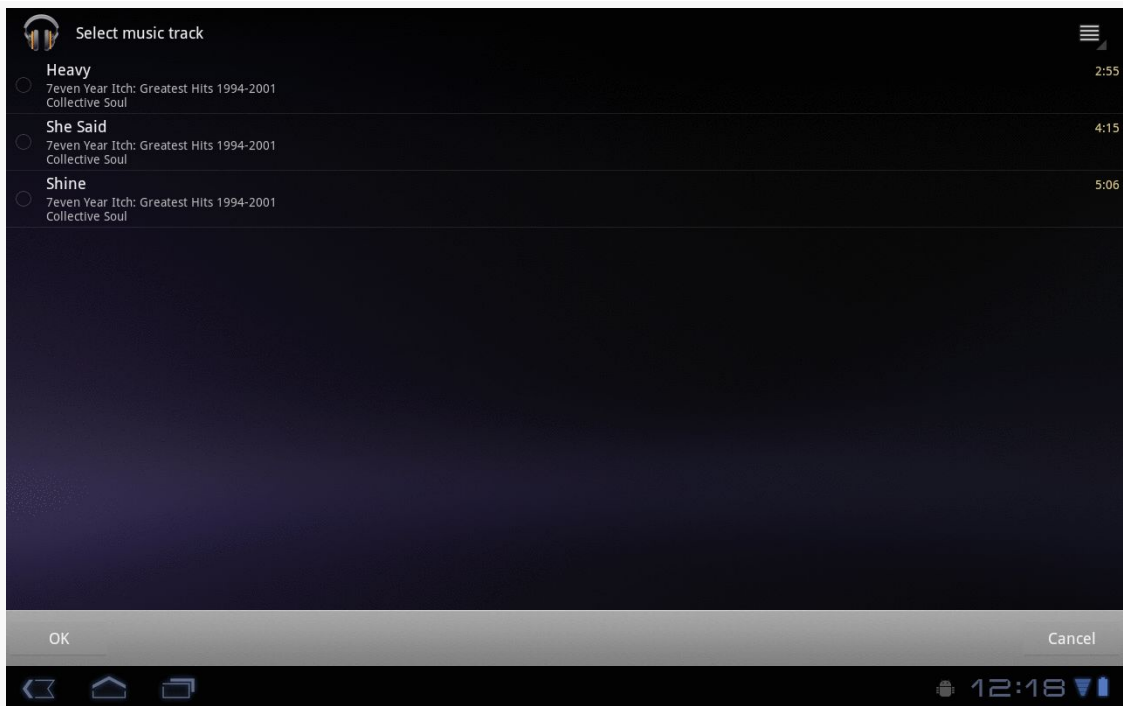 Select music track
Heavy
2:55
7even Year Itch: Greatest Hits 1994-2001
Collective Soul
She Said
4:15
7even Year Itch: Greatest Hits 1994-2001
Collective Soul
Shine
5:06
7even Year Itch: Greatest Hits 1994-2001
Collective Soul
OK
Cancel
12:18